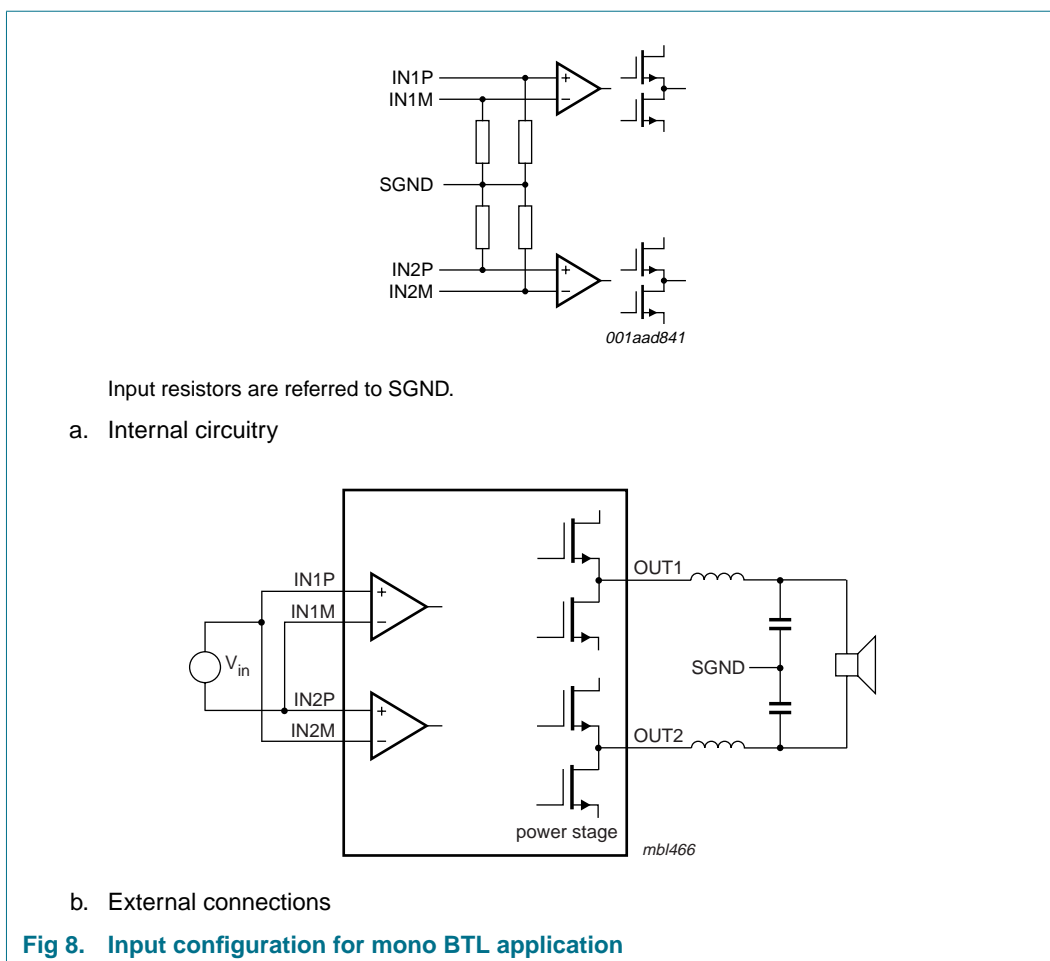 IN1P
+
IN1M
−
SGND
IN2P
+
IN2M
−
001aad841
Input resistors are referred to SGND.
a. Internal circuitry
OUT1
IN1P
+
IN1M
−
Vin
SGND
IN2P
+
IN2M
−
OUT2
power stage
mbl466
b. External connections
Fig 8. Input configuration for mono BTL application